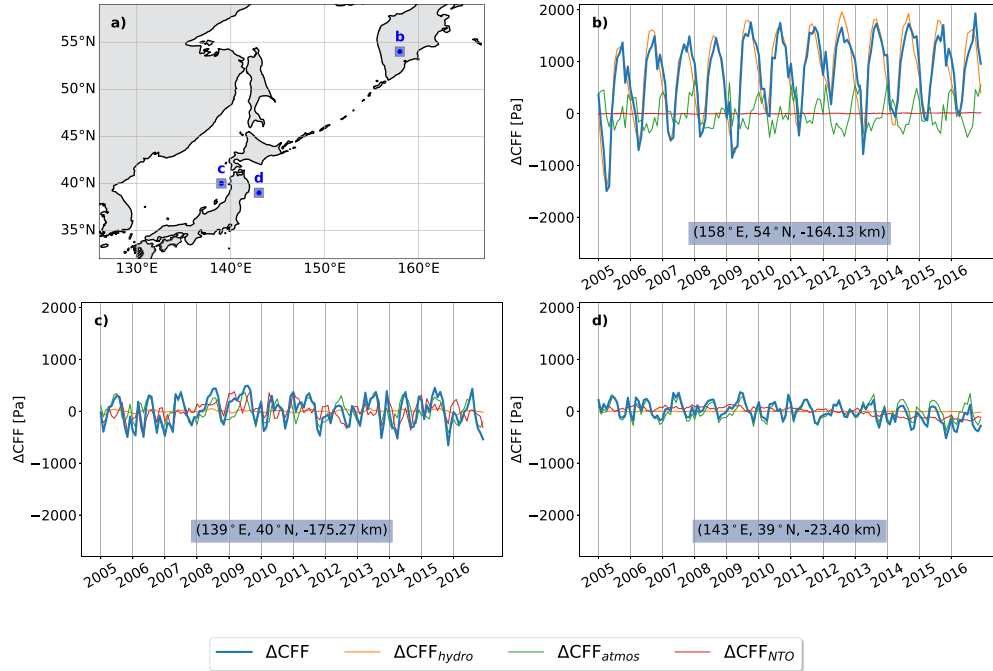 a)
b
c
d
55°N
50°N
45°N
40°N
35°N
130°E
140°E
150°E
160°E
b)
ΔCFF [Pa]
2000
1000
0
−1000
−2000
(158°E, 54°N, -164.13 km)
2005
2006
2007
2008
2009
2010
2011
2012
2013
2014
2015
2016
c)
ΔCFF [Pa]
2000
1000
0
−1000
−2000
(139°E, 40°N, -175.27 km)
2005
2006
2007
2008
2009
2010
2011
2012
2013
2014
2015
2016
d)
ΔCFF [Pa]
2000
1000
0
−1000
−2000
(143°E, 39°N, -23.40 km)
2005
2006
2007
2008
2009
2010
2011
2012
2013
2014
2015
2016
ΔCFF
ΔCFF_hydro
ΔCFF_atmos
ΔCFF_NTO